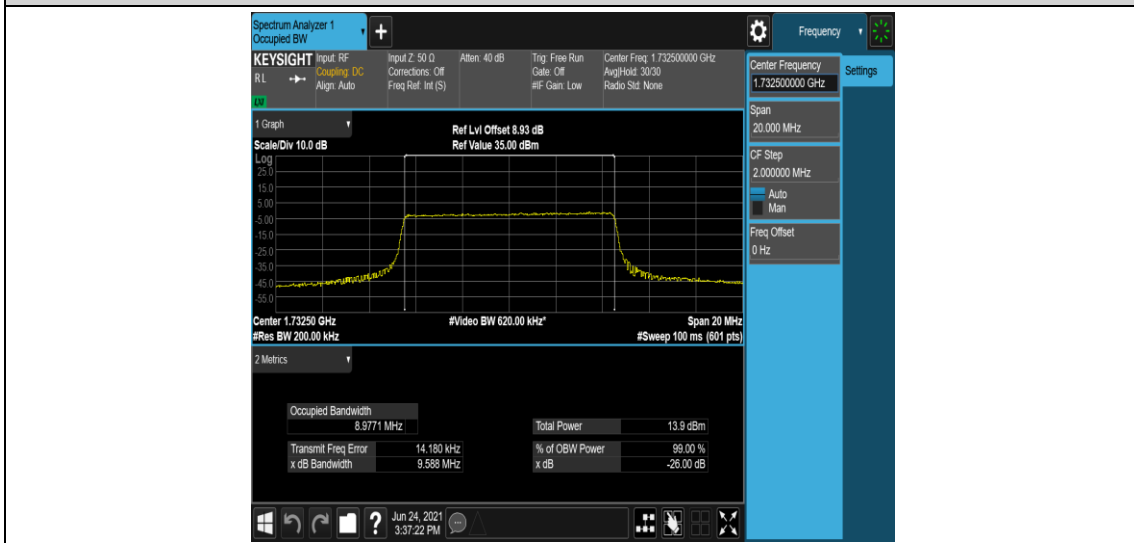 Spectrum Analyzer 1
Occupied BW
+
Frequency
KEYSIGHT
RL
LXI
Input: RF
Coupling: DC
Align: Auto
Input Z: 50 Ω
Corrections: Off
Freq Ref: Int (S)
Atten: 40 dB
Trig: Free Run
Gate: Off
#IF Gain: Low
Center Freq: 1.732500000 GHz
Avg|Hold: 30/30
Radio Std: None
Center Frequency
1.732500000 GHz
Settings
Span
20.000 MHz
CF Step
2.000000 MHz
Auto
Man
Freq Offset
0 Hz
1 Graph
Scale/Div 10.0 dB
Ref Lvl Offset 8.93 dB
Ref Value 35.00 dBm
Log
25.0
15.0
5.00
-5.00
-15.0
-25.0
-35.0
-45.0
-55.0
Center 1.73250 GHz
#Video BW 620.00 kHz*
Span 20 MHz
#Res BW 200.00 kHz
#Sweep 100 ms (601 pts)
2 Metrics
Occupied Bandwidth
8.9771 MHz
Total Power 13.9 dBm
Transmit Freq Error 14.180 kHz
% of OBW Power 99.00 %
x dB Bandwidth 9.588 MHz
x dB -26.00 dB
?
Jun 24, 2021
3:37:22 PM